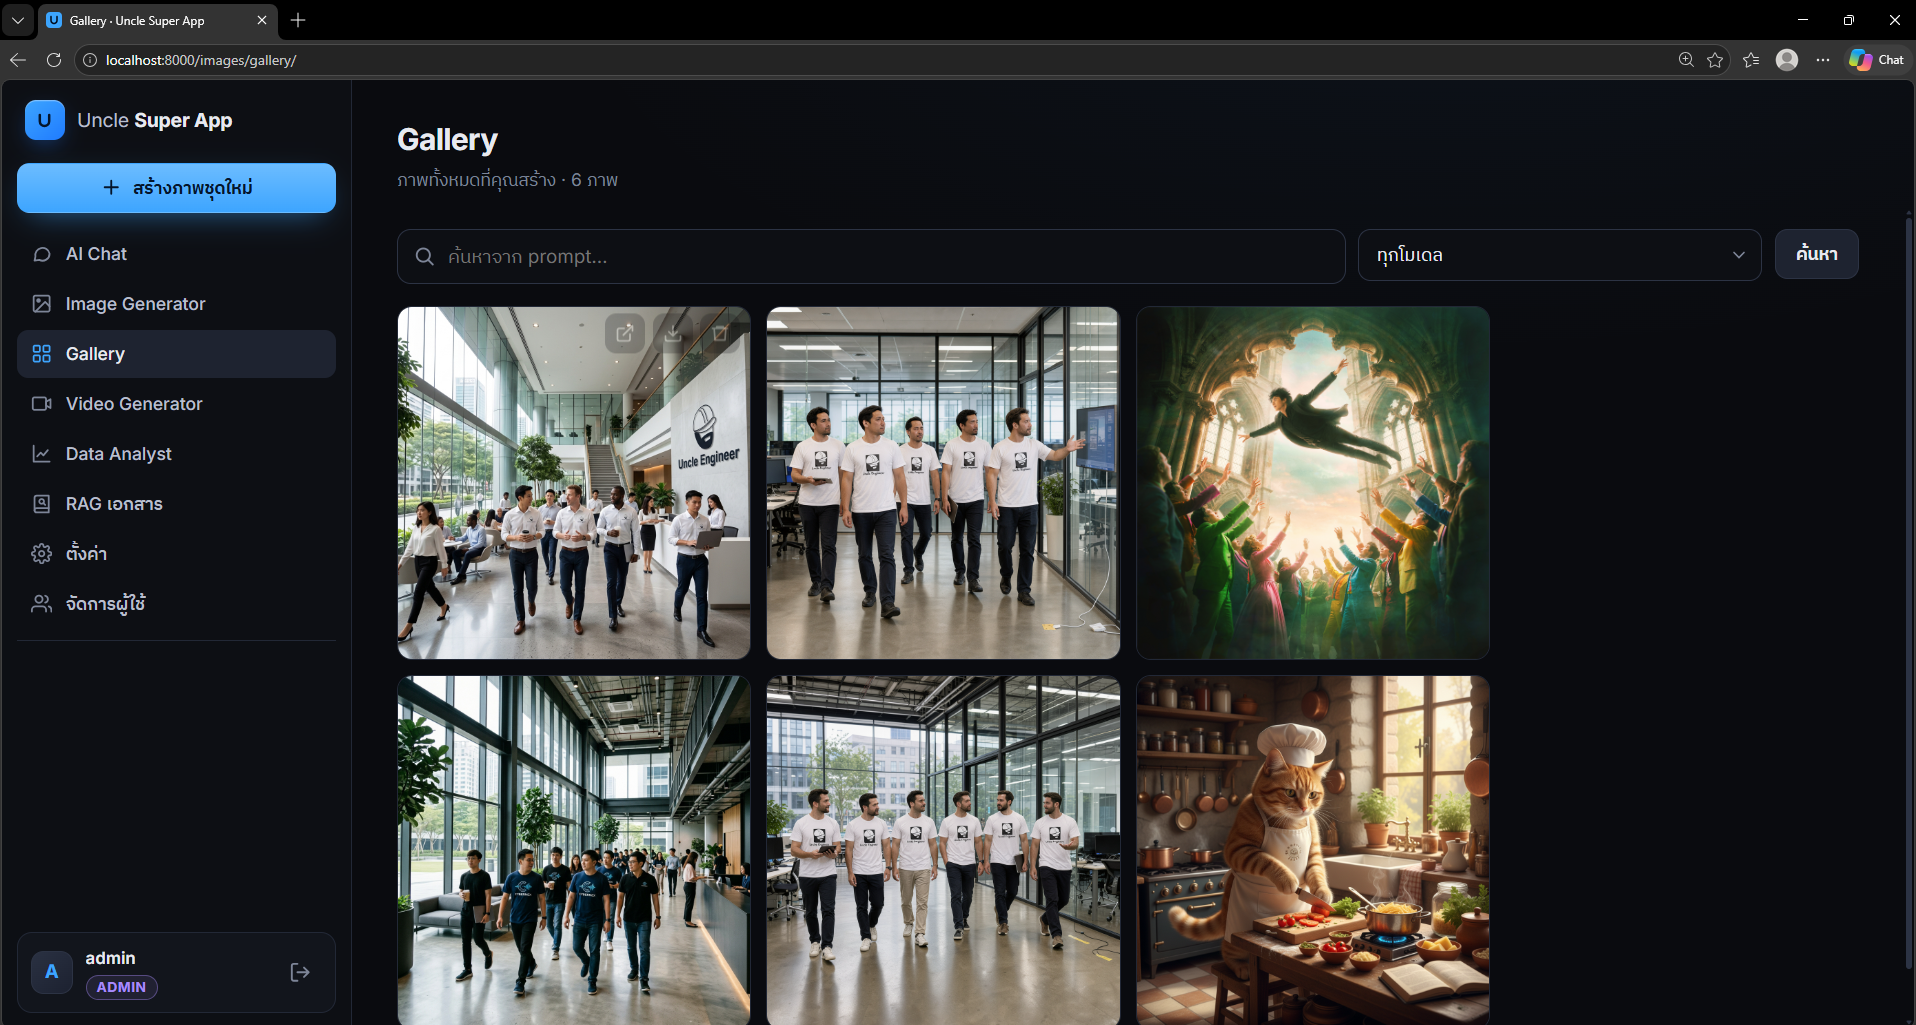 Gallery · Uncle Super App
localhost:8000/images/gallery/
Chat
U
Uncle Super App
สร้างภาพชุดใหม่
AI Chat
Image Generator
Gallery
Video Generator
Data Analyst
RAG เอกสาร
ตั้งค่า
จัดการผู้ใช้
A
admin
ADMIN
Gallery
ภาพทั้งหมดที่คุณสร้าง · 6 ภาพ
ค้นหาจาก prompt...
ทุกโมเดล
ค้นหา
Uncle Engineer